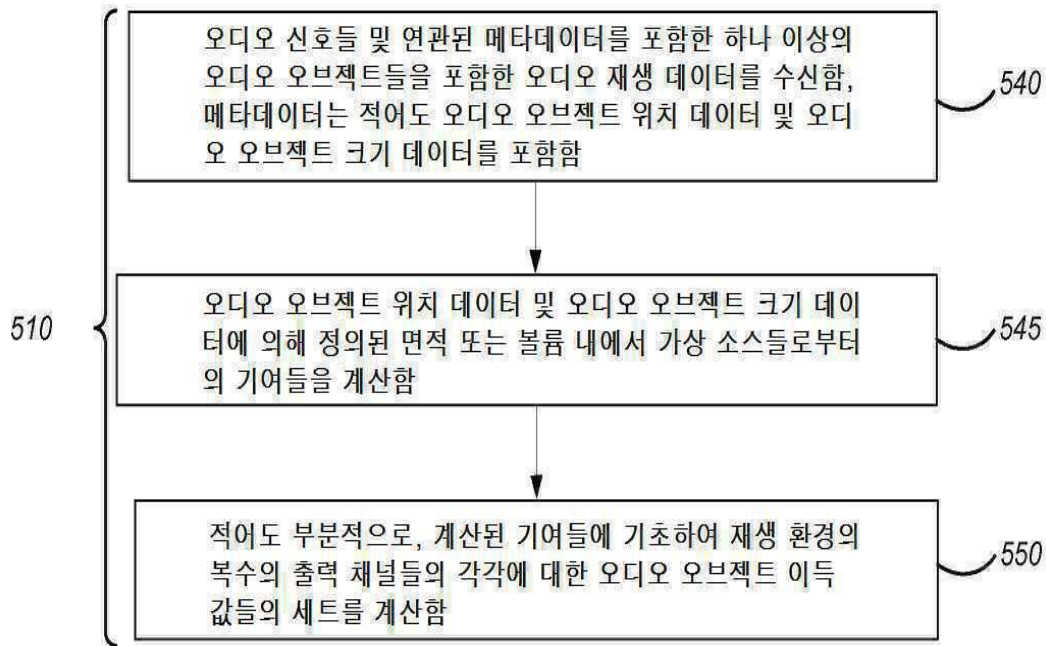 오디오 신호들 및 연관된 메타데이터를 포함한 하나 이상의
오디오 오브젝트들을 포함한 오디오 재생 데이터를 수신함,
메타데이터는 적어도 오디오 오브젝트 위치 데이터 및 오디
오 오브젝트 크기 데이터를 포함함
540
오디오 오브젝트 위치 데이터 및 오디오 오브젝트 크기 데이
터에 의해 정의된 면적 또는 볼륨 내에서 가상 소스들로부터
의 기여들을 계산함
545
510
적어도 부분적으로, 계산된 기여들에 기초하여 재생 환경의
복수의 출력 채널들의 각각에 대한 오디오 오브젝트 이득
값들의 세트를 계산함
550